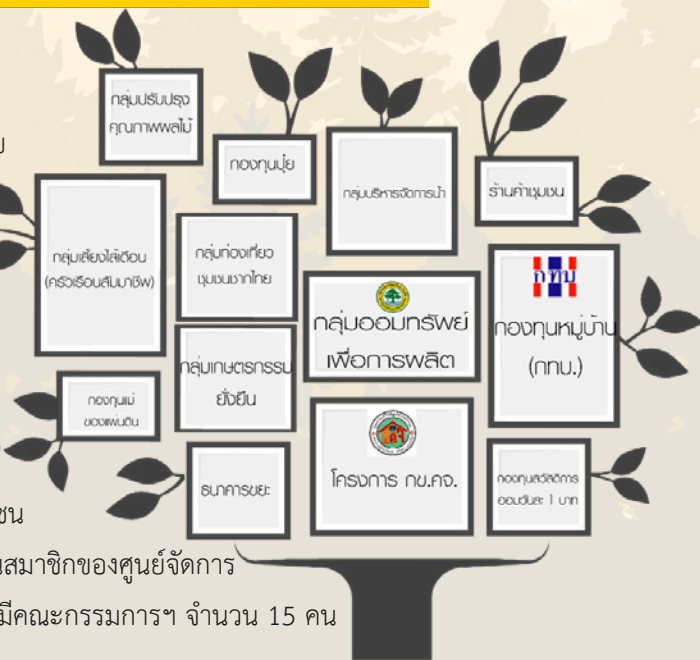 กลุ่มปรับปรุง
คุณภาพผลไม้
กองทุนปุ๋ย
กลุ่มบริหารจัดการน้ำ
ร้านค้าชุมชน
กลุ่มเลี้ยงไส้เดือน
(ครัวเรือนสัมมาชีพ)
กลุ่มท่องเที่ยว
ชุมชนซากไทย
กลุ่มออมทรัพย์
เพื่อการผลิต
กทบ
กองทุนหมู่บ้าน
(กทบ.)
กลุ่มเกษตรกรรม
ยั่งยืน
กองทุนแม่
ของแผ่นดิน
ธนาคารขยะ
โครงการ กข.คจ.
กองทุนสวัสดิการ
ออมวันละ 1 บาท
ชน
สมาชิกของศูนย์จัดการ
มีคณะกรรมการฯ จำนวน 15 คน